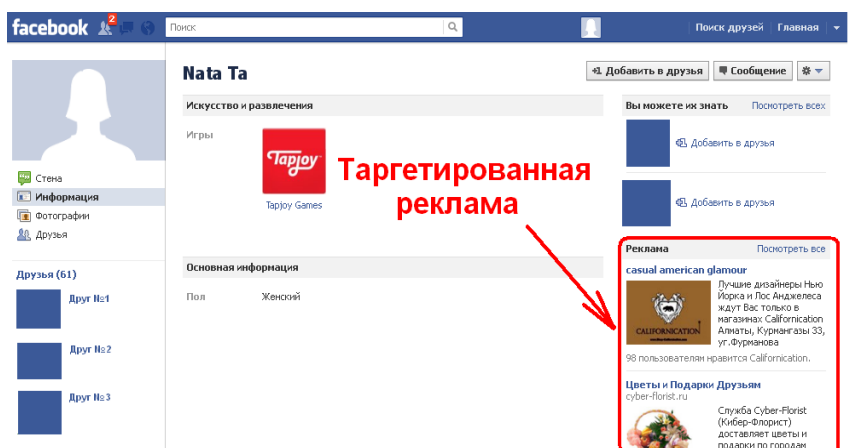 facebook 2 Поиск Поиск друзей Главная
Nata Ta
Добавить в друзья Сообщение
Искусство и развлечения
Игры
Tapjoy
Tapjoy Games
Таргетированная
реклама
Основная информация
Пол Женский
Стена
Информация
Фотографии
Друзья
Друзья (61)
Друг №1
Друг №2
Друг №3
Вы можете их знать Посмотреть всех
Добавить в друзья
Добавить в друзья
Реклама Посмотреть все
casual american glamour
CALIFORNICATION
Лучшие дизайнеры Нью
Йорка и Лос Анджелеса
ждут Вас только в
магазинах Californication
Алматы, Курмангазы 33,
уг.Фурманова
98 пользователям нравится Californication.
Цветы и Подарки Друзьям
cyber-florist.ru
Служба Cyber-Florist
(Кибер-Флорист)
доставляет цветы и
подарки по городам